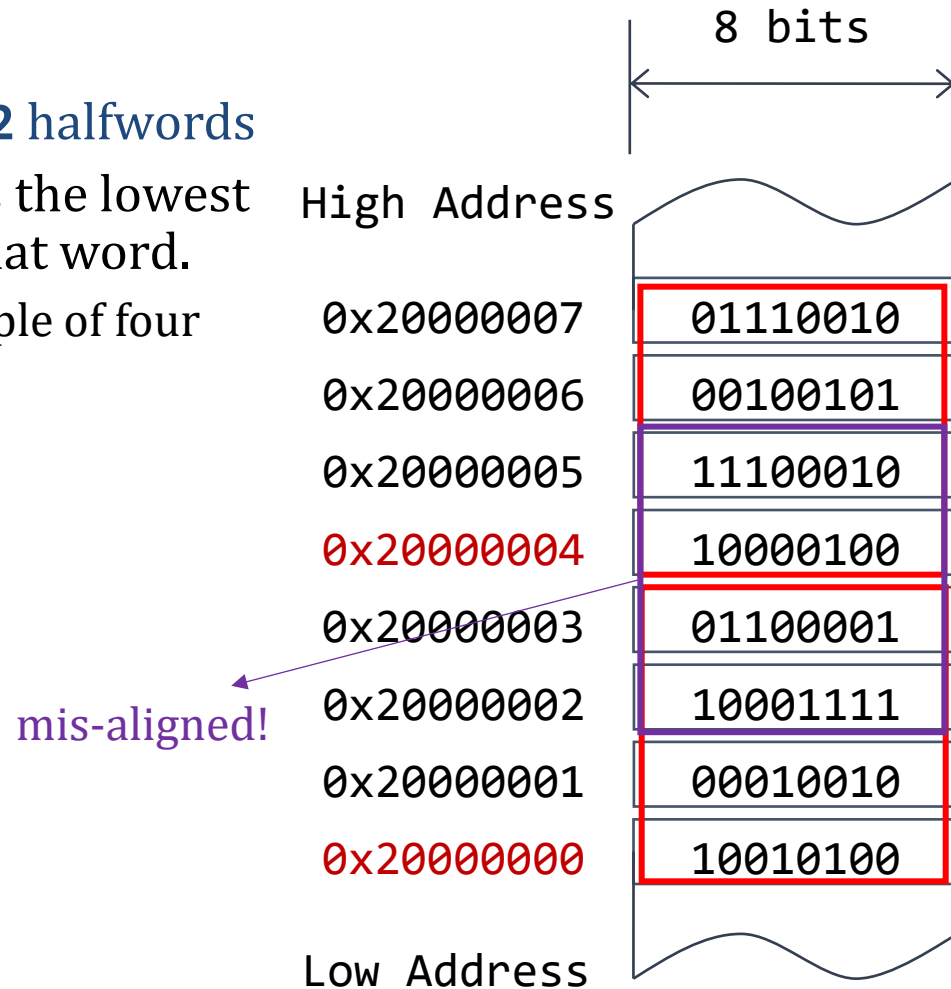 8 bits
2 halfwords
the lowest
High Address
at word.
of four
0x20000007 01110010
0x20000006 00100101
0x20000005 11100010
0x20000004 10000100
0x20000003 01100001
0x20000002 10001111
mis-aligned!
0x20000001 00010010
0x20000000 10010100
Low Address